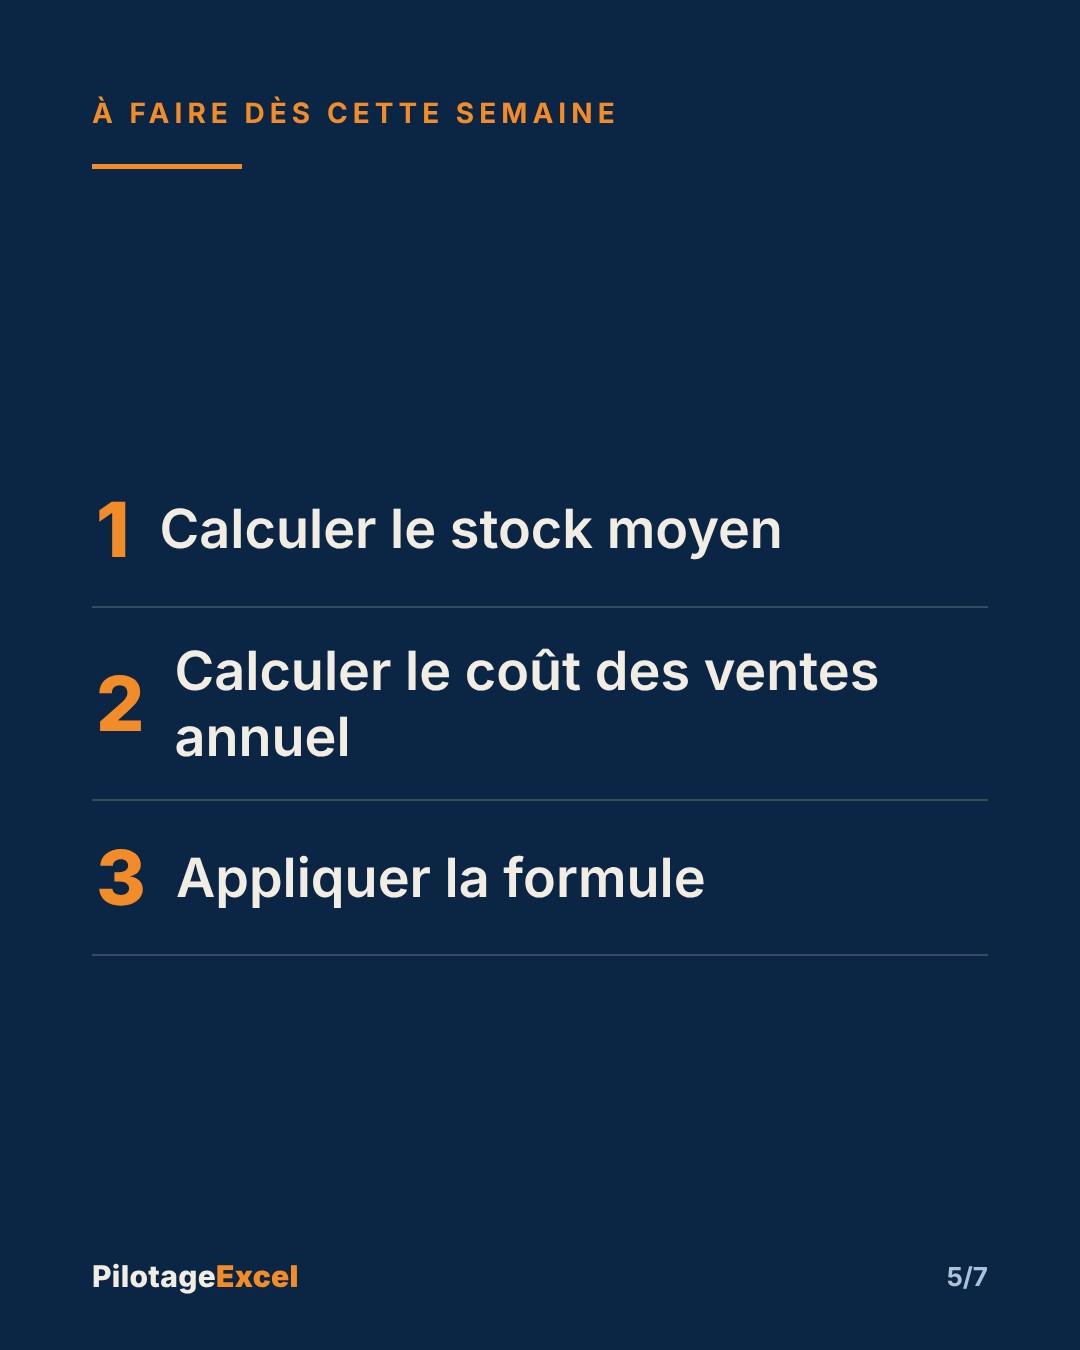 À FAIRE DÈS CETTE SEMAINE
1 Calculer le stock moyen
2 Calculer le coût des ventes
annuel
3 Appliquer la formule
PilotageExcel
5/7